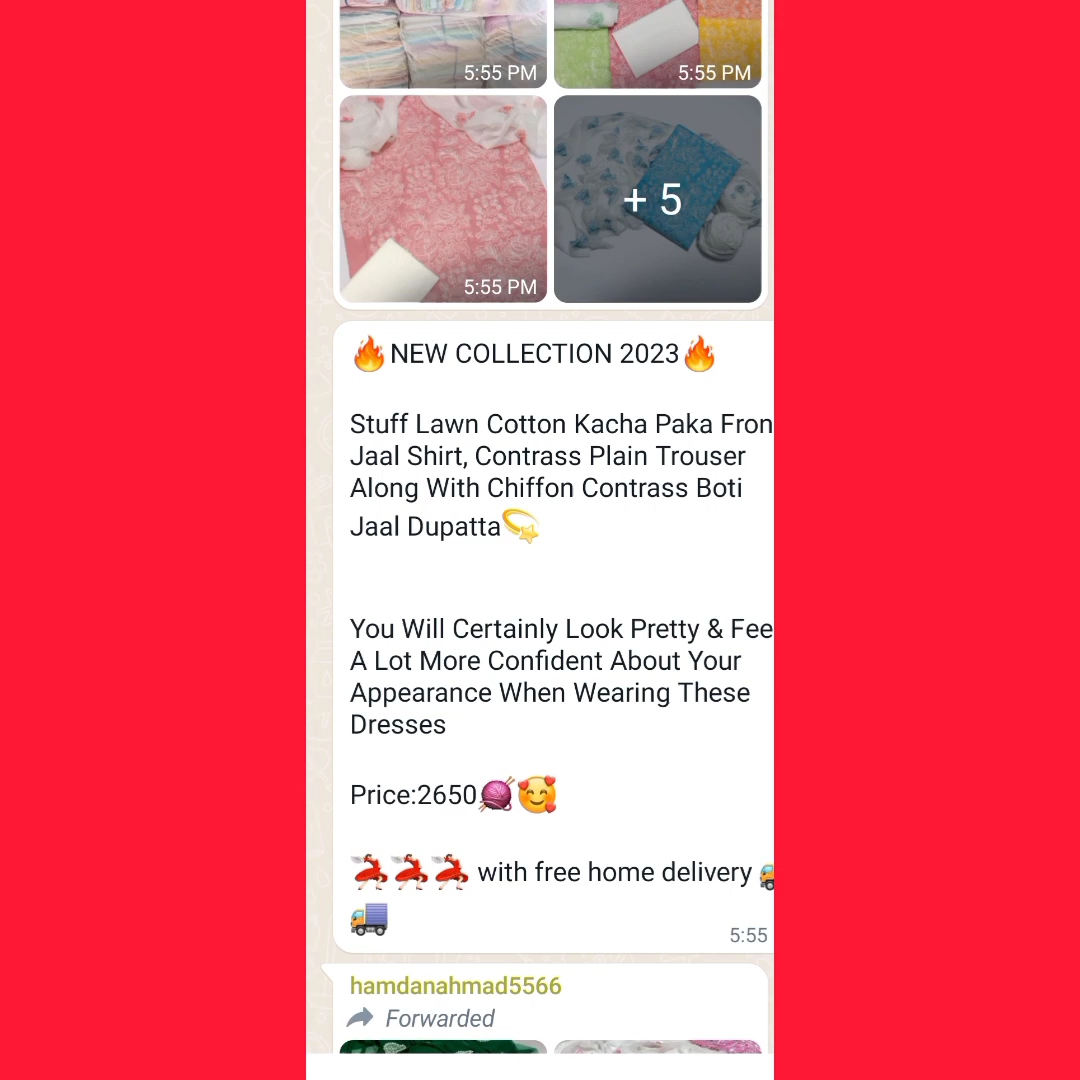 5:55 PM
5:55 PM
+ 5
5:55 PM
🔥NEW COLLECTION 2023🔥
Stuff Lawn Cotton Kacha Paka Fron
Jaal Shirt, Contrass Plain Trouser
Along With Chiffon Contrass Boti
Jaal Dupatta💫
You Will Certainly Look Pretty & Fee
A Lot More Confident About Your
Appearance When Wearing These
Dresses
Price:2650🧶🥰
💃💃💃 with free home delivery 🚚
🚚
5:55
hamdanahmad5566
Forwarded